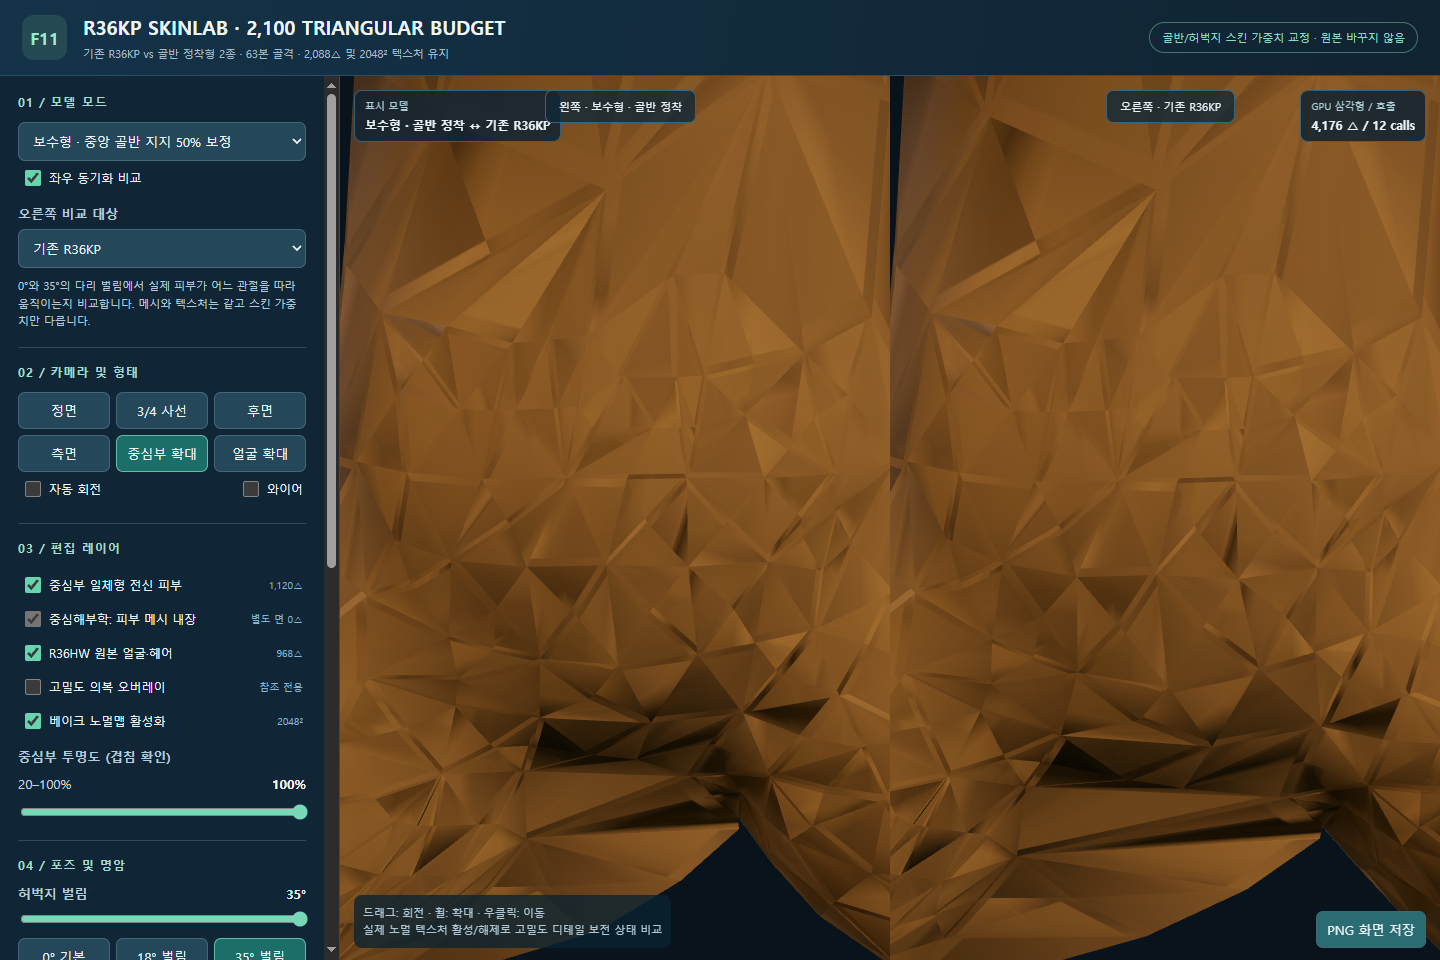 F11
R36KP SKINLAB · 2,100 TRIANGULAR BUDGET
기존 R36KP vs 골반 정착형 2종 · 63본 골격 · 2,088△ 및 2048² 텍스처 유지
골반/허벅지 스킨 가중치 교정 · 원본 바꾸지 않음
01 / 모델 모드
보수형 · 중앙 골반 지지 50% 보정
좌우 동기화 비교
오른쪽 비교 대상
기존 R36KP
0°와 35°의 다리 벌림에서 실제 피부가 어느 관절을 따라
움직이는지 비교합니다. 메시와 텍스처는 같고 스킨 가중
치만 다릅니다.
02 / 카메라 및 형태
정면
3/4 사선
후면
측면
중심부 확대
얼굴 확대
자동 회전
와이어
03 / 편집 레이어
중심부 일체형 전신 피부
1,120△
중심해부학: 피부 메시 내장
별도 면 0△
R36HW 원본 얼굴·헤어
968△
고밀도 의복 오버레이
참조 전용
베이크 노멀맵 활성화
2048²
중심부 투명도 (겹침 확인)
20–100%
100%
04 / 포즈 및 명암
허벅지 벌림
35°
0° 기본
18° 벌림
35° 벌림
표시 모델
보수형 · 골반 정착 ↔ 기존 R36KP
왼쪽 · 보수형 · 골반 정착
오른쪽 · 기존 R36KP
GPU 삼각형 / 호출
4,176 △ / 12 calls
드래그: 회전 · 휠: 확대 · 우클릭: 이동
실제 노멀 텍스처 활성/해제로 고밀도 디테일 보전 상태 비교
PNG 화면 저장